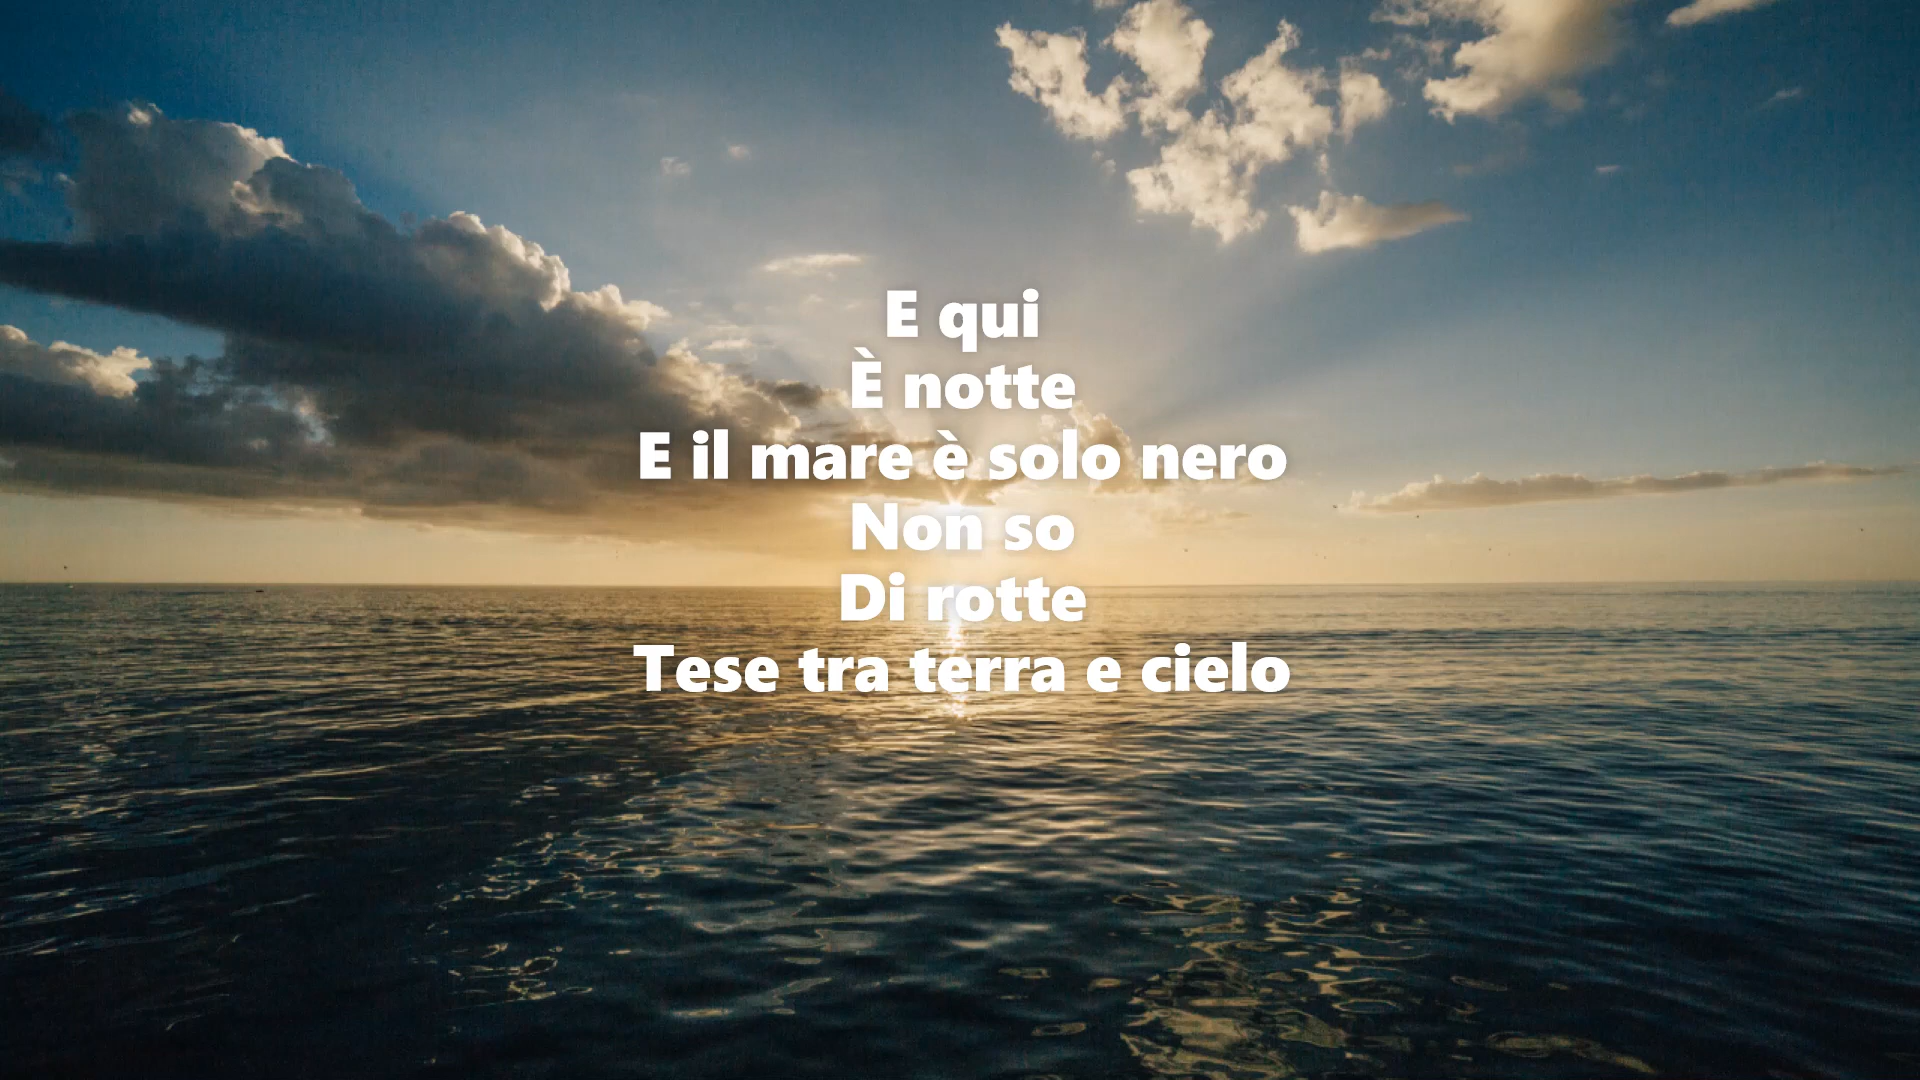 E qui
È notte
E il mare è solo nero
Non so
Di rotte
Tese tra terra e cielo